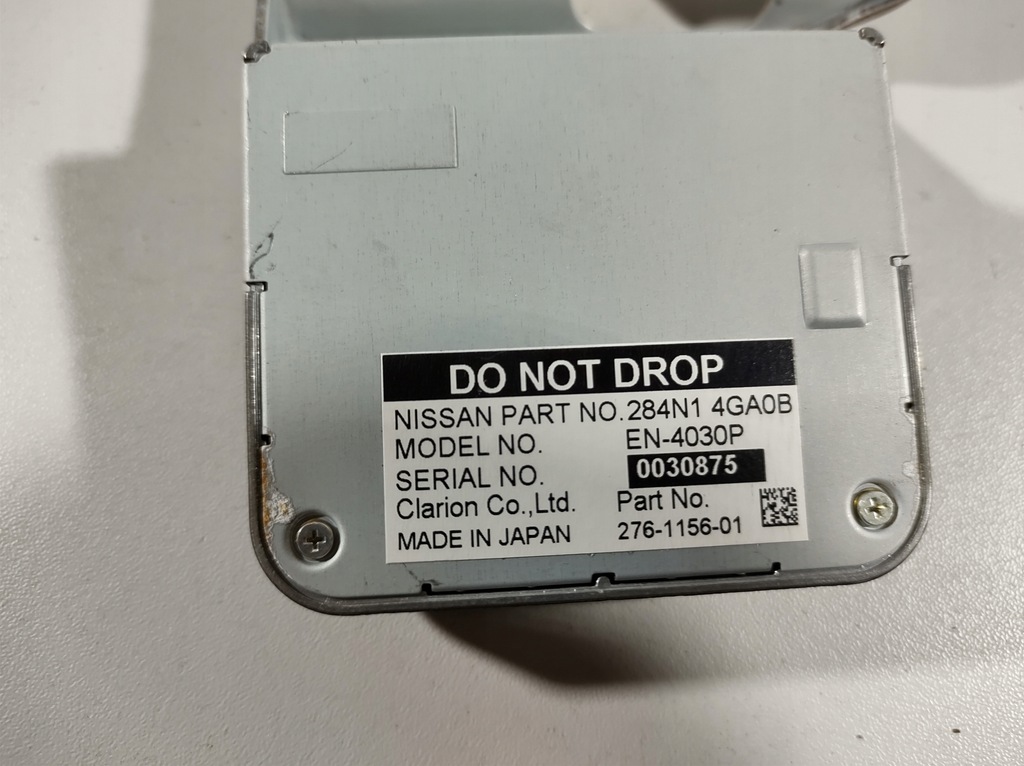 DO NOT DROP
NISSAN PART NO. 284N1 4GA0B
MODEL NO. EN-4030P
SERIAL NO. 0030875
Clarion Co.,Ltd. Part No.
MADE IN JAPAN 276-1156-01